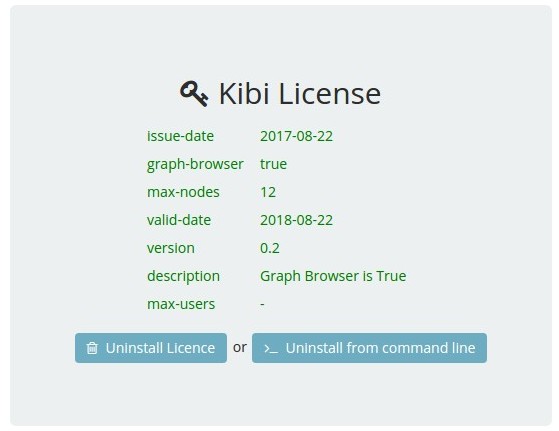 Kibi License
issue-date 2017-08-22
graph-browser true
max-nodes 12
valid-date 2018-08-22
version 0.2
description Graph Browser is True
max-users -
Uninstall Licence or >_ Uninstall from command line